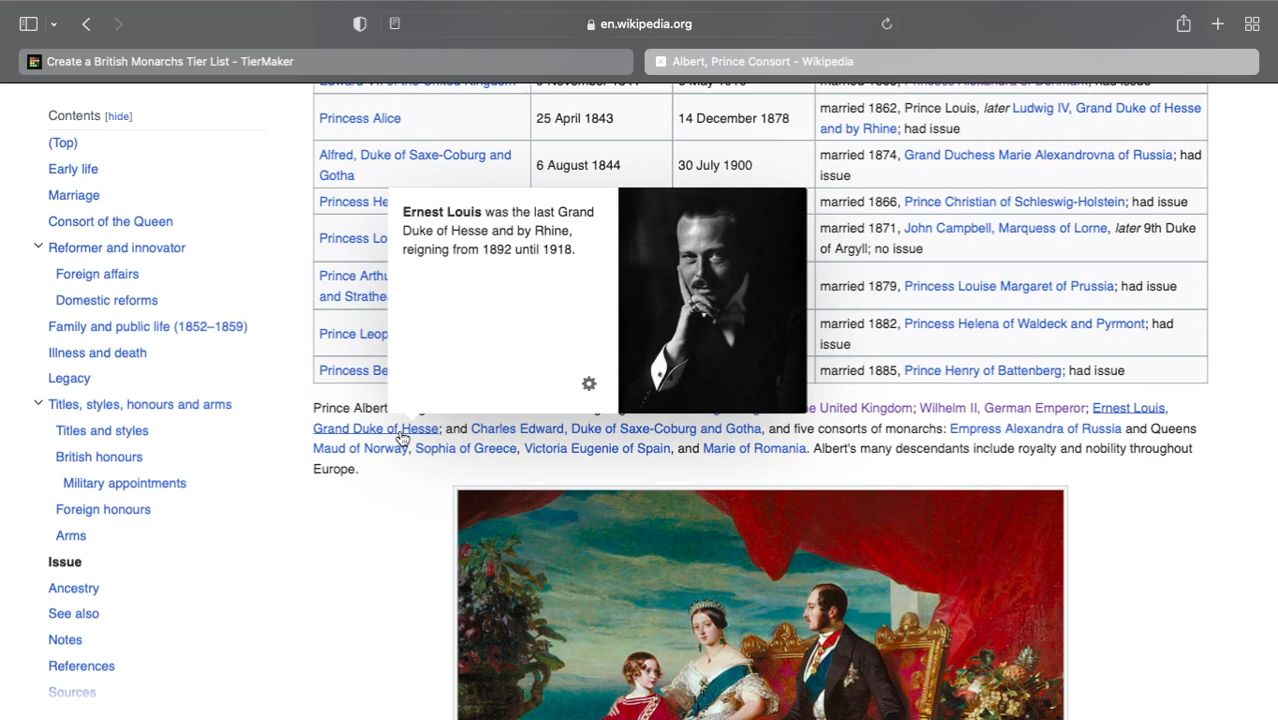 en.wikipedia.org
Create a British Monarchs Tier List - TierMaker
Albert, Prince Consort - Wikipedia
Contents [hide]
(Top)
Early life
Marriage
Consort of the Queen
Reformer and innovator
Foreign affairs
Domestic reforms
Family and public life (1852–1859)
Illness and death
Legacy
Titles, styles, honours and arms
Titles and styles
British honours
Military appointments
Foreign honours
Arms
Issue
Ancestry
See also
Notes
References
Sources
Princess Alice 25 April 1843 14 December 1878 married 1862, Prince Louis, later Ludwig IV, Grand Duke of Hesse
and by Rhine; had issue
Alfred, Duke of Saxe-Coburg and
Gotha
6 August 1844 30 July 1900 married 1874, Grand Duchess Marie Alexandrovna of Russia; had
issue
Princess He married 1866, Prince Christian of Schleswig-Holstein; had issue
Princess Lo married 1871, John Campbell, Marquess of Lorne, later 9th Duke
of Argyll; no issue
Prince Arthu
and Strathea
married 1879, Princess Louise Margaret of Prussia; had issue
Prince Leop married 1882, Princess Helena of Waldeck and Pyrmont; had
issue
Princess Be married 1885, Prince Henry of Battenberg; had issue
Ernest Louis was the last Grand
Duke of Hesse and by Rhine,
reigning from 1892 until 1918.
Prince Albert United Kingdom; Wilhelm II, German Emperor; Ernest Louis,
Grand Duke of Hesse; and Charles Edward, Duke of Saxe-Coburg and Gotha, and five consorts of monarchs: Empress Alexandra of Russia and Queens
Maud of Norway, Sophia of Greece, Victoria Eugenie of Spain, and Marie of Romania. Albert's many descendants include royalty and nobility throughout
Europe.